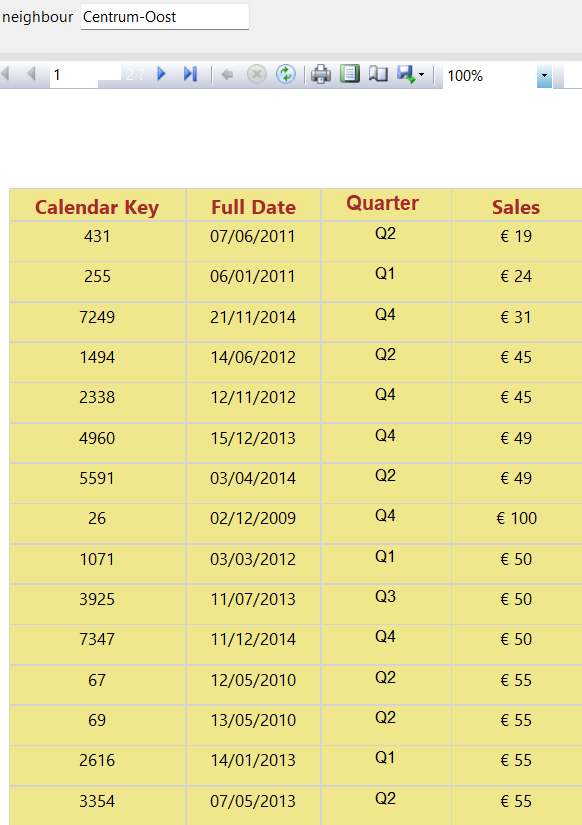 neighbour Centrum-Oost
1 2 ? 100%
Calendar Key Full Date Quarter Sales
431 07/06/2011 Q2 € 19
255 06/01/2011 Q1 € 24
7249 21/11/2014 Q4 € 31
1494 14/06/2012 Q2 € 45
2338 12/11/2012 Q4 € 45
4960 15/12/2013 Q4 € 49
5591 03/04/2014 Q2 € 49
26 02/12/2009 Q4 € 100
1071 03/03/2012 Q1 € 50
3925 11/07/2013 Q3 € 50
7347 11/12/2014 Q4 € 50
67 12/05/2010 Q2 € 55
69 13/05/2010 Q2 € 55
2616 14/01/2013 Q1 € 55
3354 07/05/2013 Q2 € 55